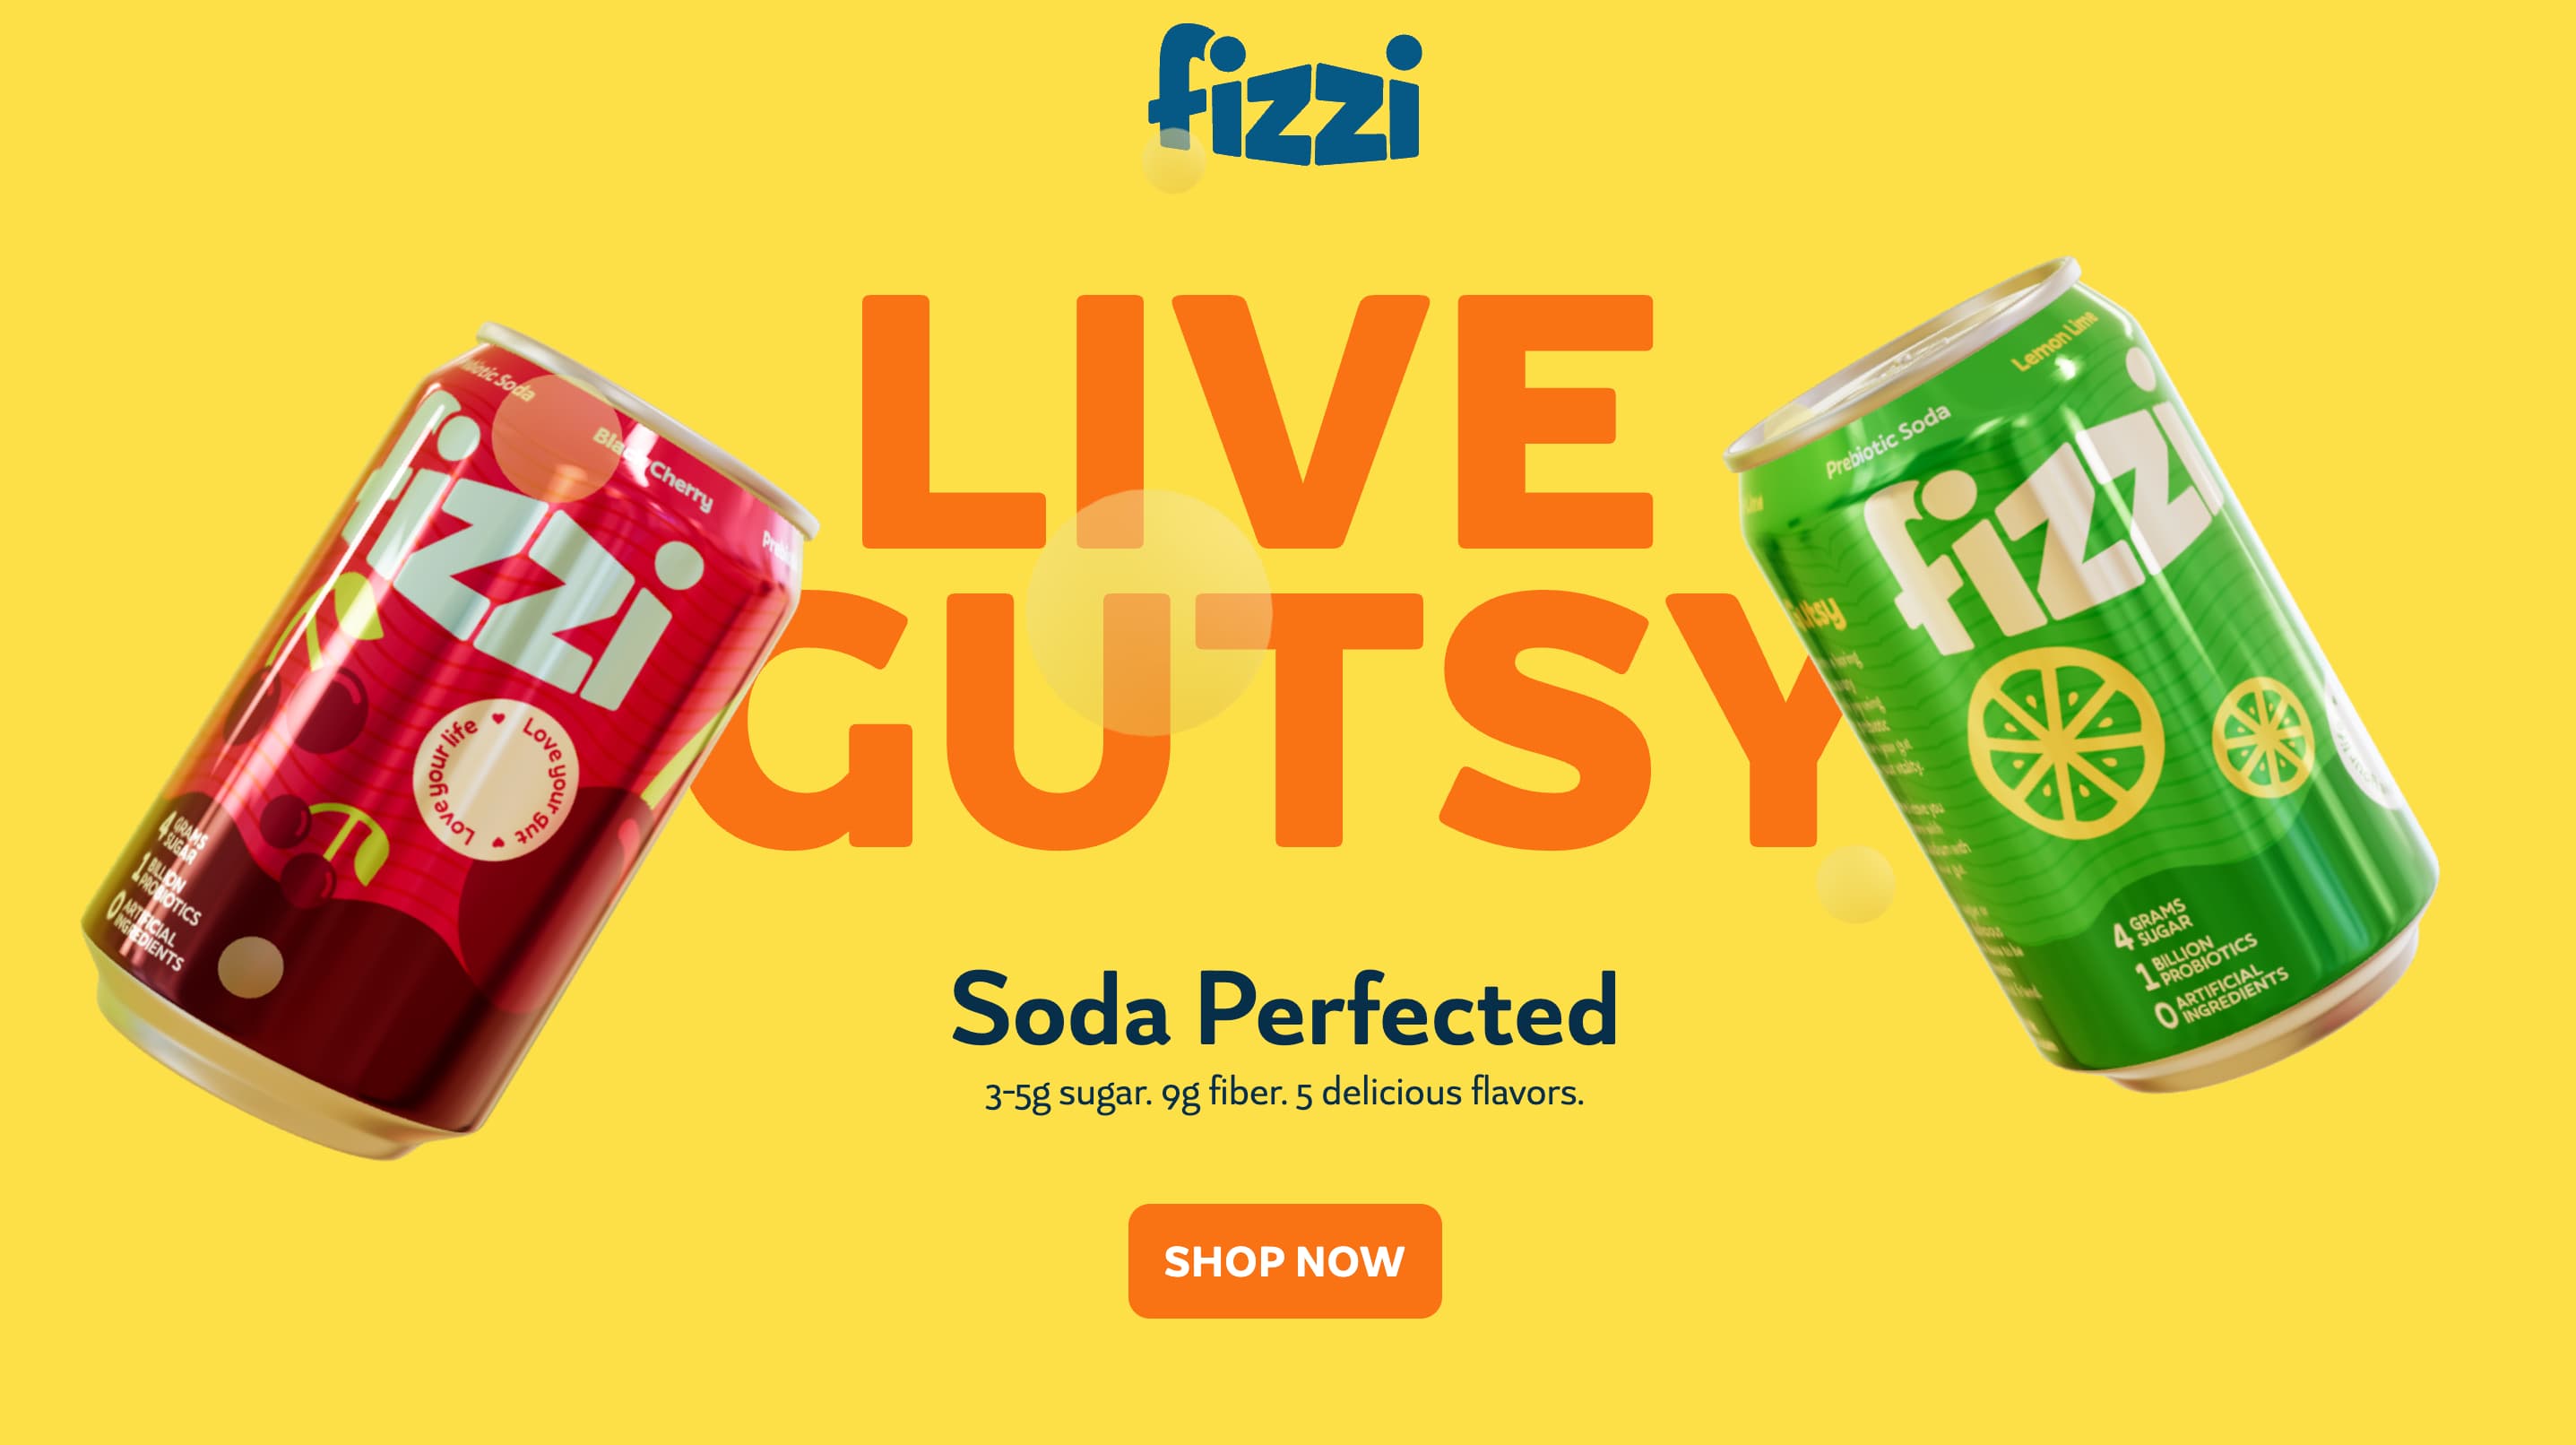 fizzi
LIVE
GUTSY
Soda Perfected
3-5g sugar. 9g fiber. 5 delicious flavors.
SHOP NOW
Soda
Black Cherry
fizzi
Love your life
Love your gut
4 GRAMS SUGAR
1 BILLION PROBIOTICS
0 ARTIFICIAL INGREDIENTS
Prebiotic Soda
Lemon Lime
fizzi
4 GRAMS SUGAR
1 BILLION PROBIOTICS
0 ARTIFICIAL INGREDIENTS